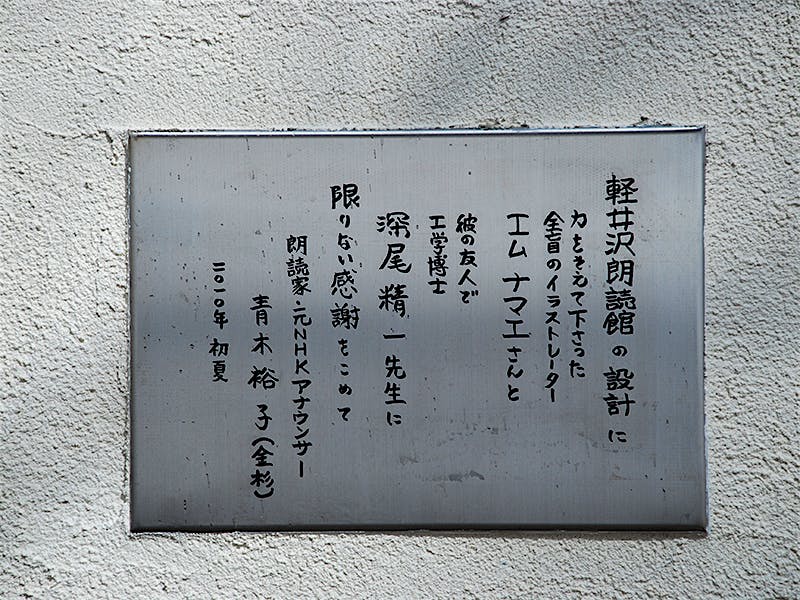 軽井沢朗読館の設計に
力をそえて下さった
全盲のイラストレーター
エム ナマエさんと
彼の友人で
工学博士
深尾精一先生に
限りない感謝をこめて
朗読家・元NHKアナウンサー
青木裕子(金杉)
二〇一〇年 初夏